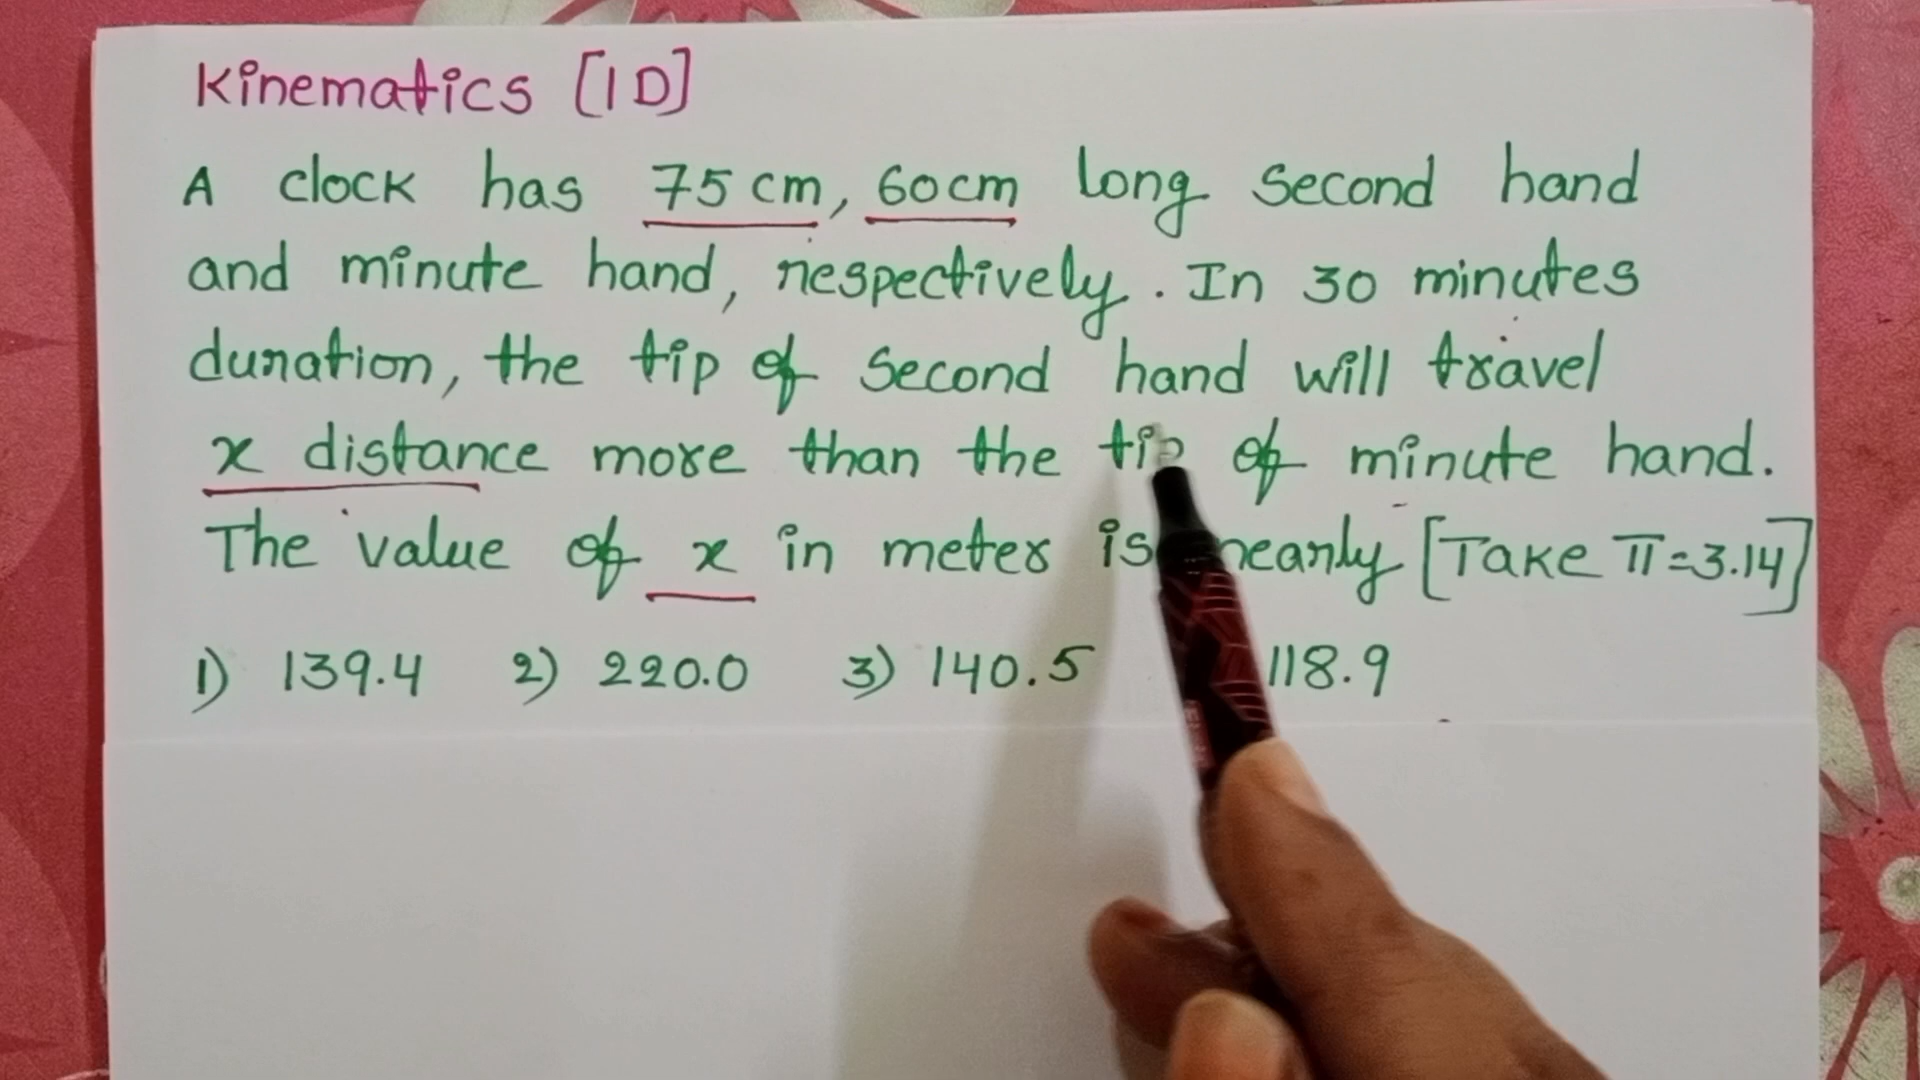 Kinematics [1D]
A clock has 75 cm, 60cm long second hand
and minute hand, respectively. In 30 minutes
duration, the tip of second hand will travel
x distance more than the tip of minute hand.
The value of x in meter is nearly [Take π=3.14]
1) 139.4 2) 220.0 3) 140.5 118.9